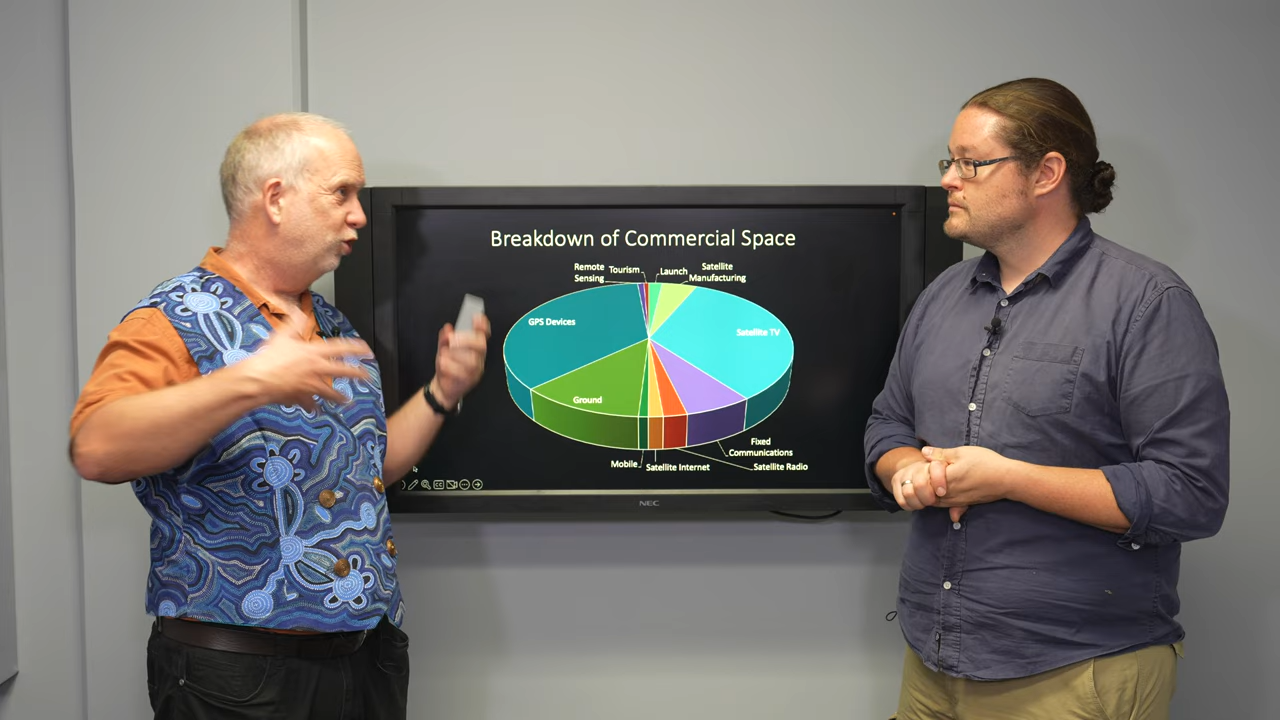 Breakdown of Commercial Space
Remote
Sensing
Tourism
Launch
Satellite
Manufacturing
GPS Devices
Satellite TV
Ground
Fixed
Communications
Mobile
Satellite Internet
Satellite Radio
CC
NEC